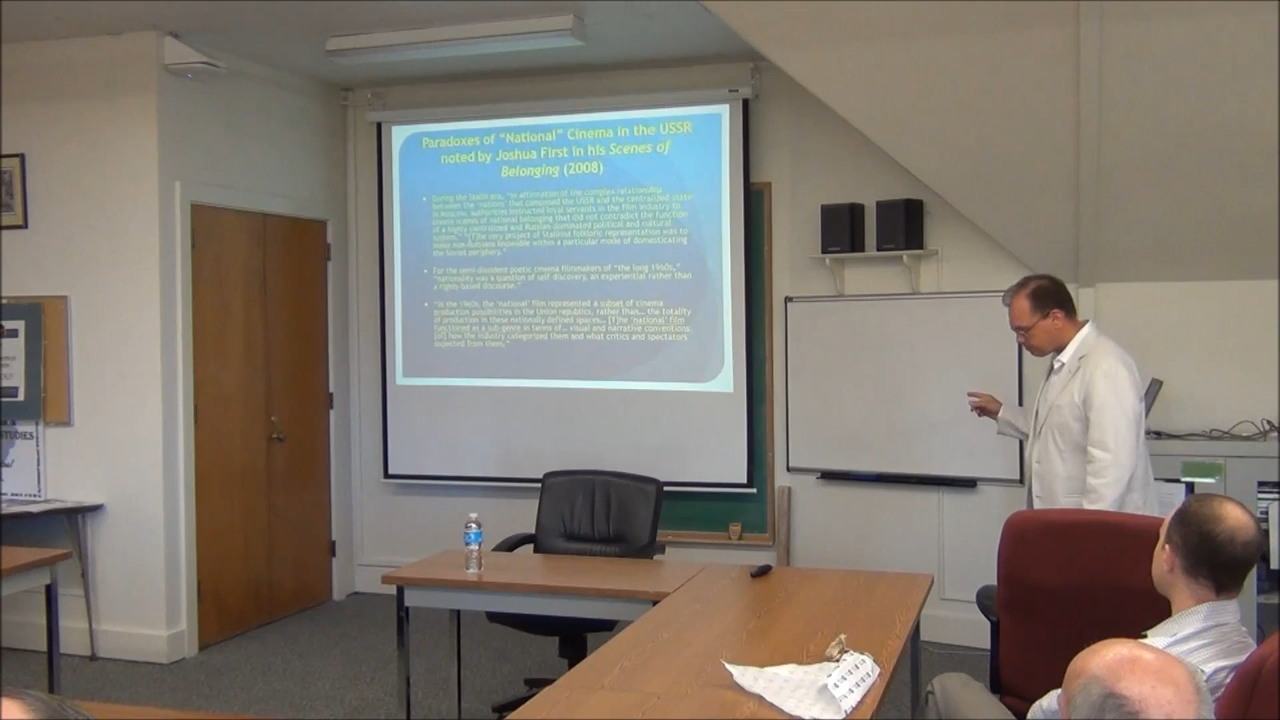 Paradoxes of “National” Cinema in the USSR
noted by Joshua First in his Scenes of
Belonging (2008)
During the Stalin era, “in affirmation of the complex relationship
between the ‘nations’ that comprised the USSR and the centralized state
in Moscow, authorities instructed loyal servants in the film industry to
create scenes of national belonging that did not contradict the function
of a highly centralized and Russian-dominated political and cultural
system.” “[T]he very project of Stalinist folkloric representation was to
make non-Russians knowable within a particular mode of domesticating
the Soviet periphery.”
For the semi-dissident poetic cinema filmmakers of “the long 1960s,”
“nationality was a question of self-discovery, an experiential rather than
a rights-based discourse.”
“In the 1960s, the ‘national’ film represented a subset of cinema
production possibilities in the Union republics, rather than… the totality
of production in these nationally defined spaces… [T]he ‘national’ film
functioned as a sub-genre in terms of… visual and narrative conventions,
[of] how the industry categorized them and what critics and spectators
expected from them.”
STUDIES